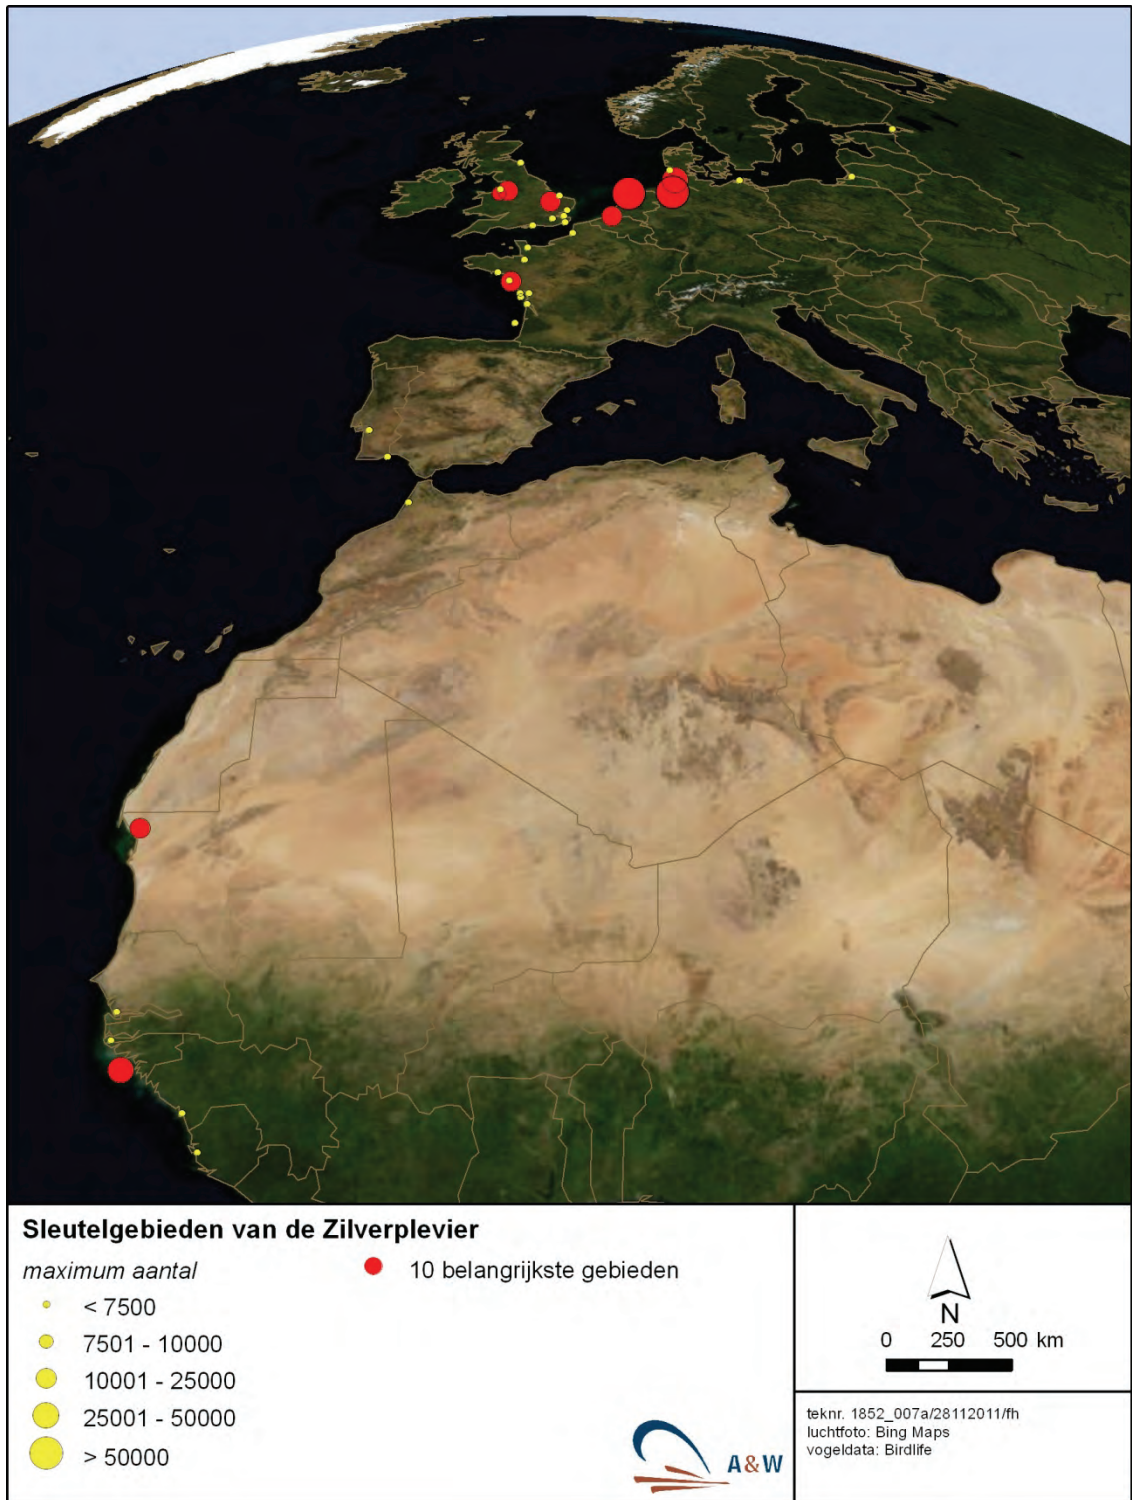 Sleutelgebieden van de Zilverplevier
maximum aantal
< 7500
7501 - 10000
10001 - 25000
25001 - 50000
> 50000
10 belangrijkste gebieden
A&W
N
0 250 500 km
teknr. 1852_007a/28112011/fh
luchtfoto: Bing Maps
vogeldata: Birdlife